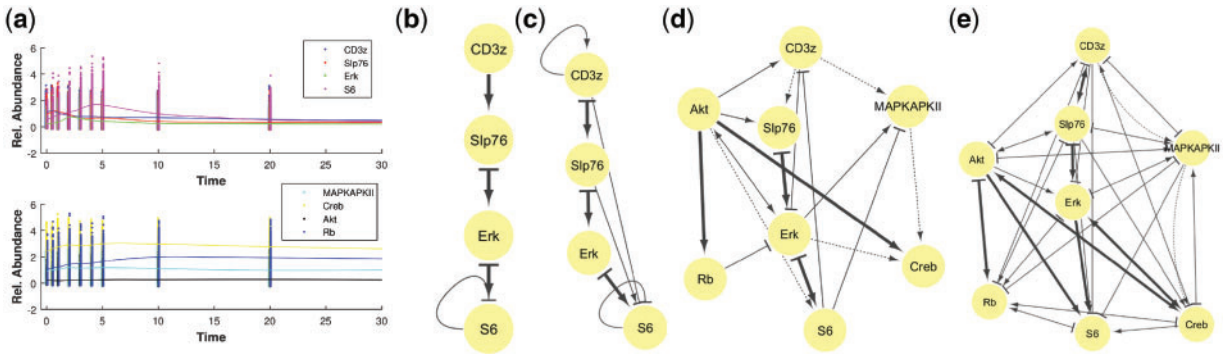 (a)
6
4
2
0
-2
Rel. Abundance
CD3z
Slp76
Erk
S6
0
5
10
15
20
25
30
Time
6
4
2
0
-2
Rel. Abundance
MAPKAPKII
Creb
Akt
Rb
0
5
10
15
20
25
30
Time
(b)
CD3z
Slp76
Erk
S6
(c)
CD3z
Slp76
Erk
S6
(d)
CD3z
Akt
MAPKAPKII
Slp76
Erk
Rb
Creb
S6
(e)
CD3z
Slp76
Akt
MAPKAPKII
Erk
Rb
Creb
S6